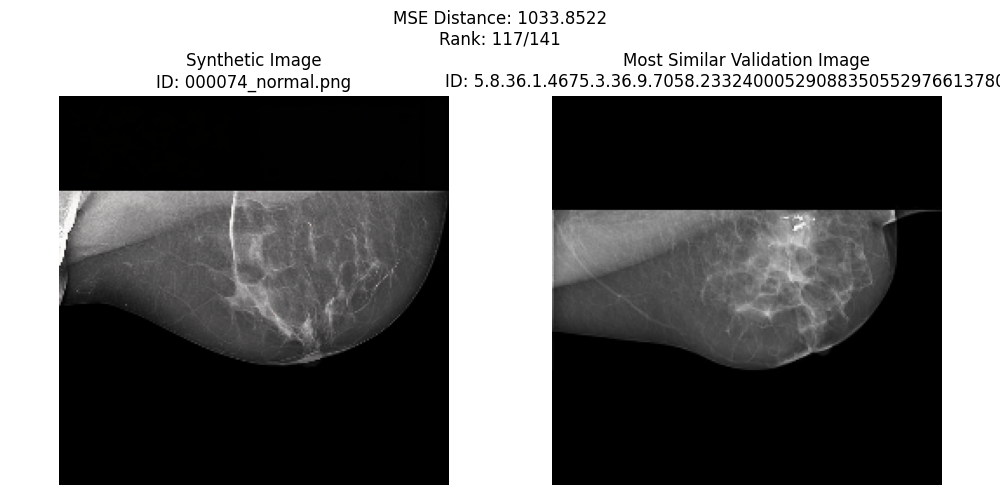 MSE Distance: 1033.8522
Rank: 117/141
Synthetic Image
ID: 000074_normal.png
Most Similar Validation Image
ID: 5.8.36.1.4675.3.36.9.7058.23324000529088350552976613780